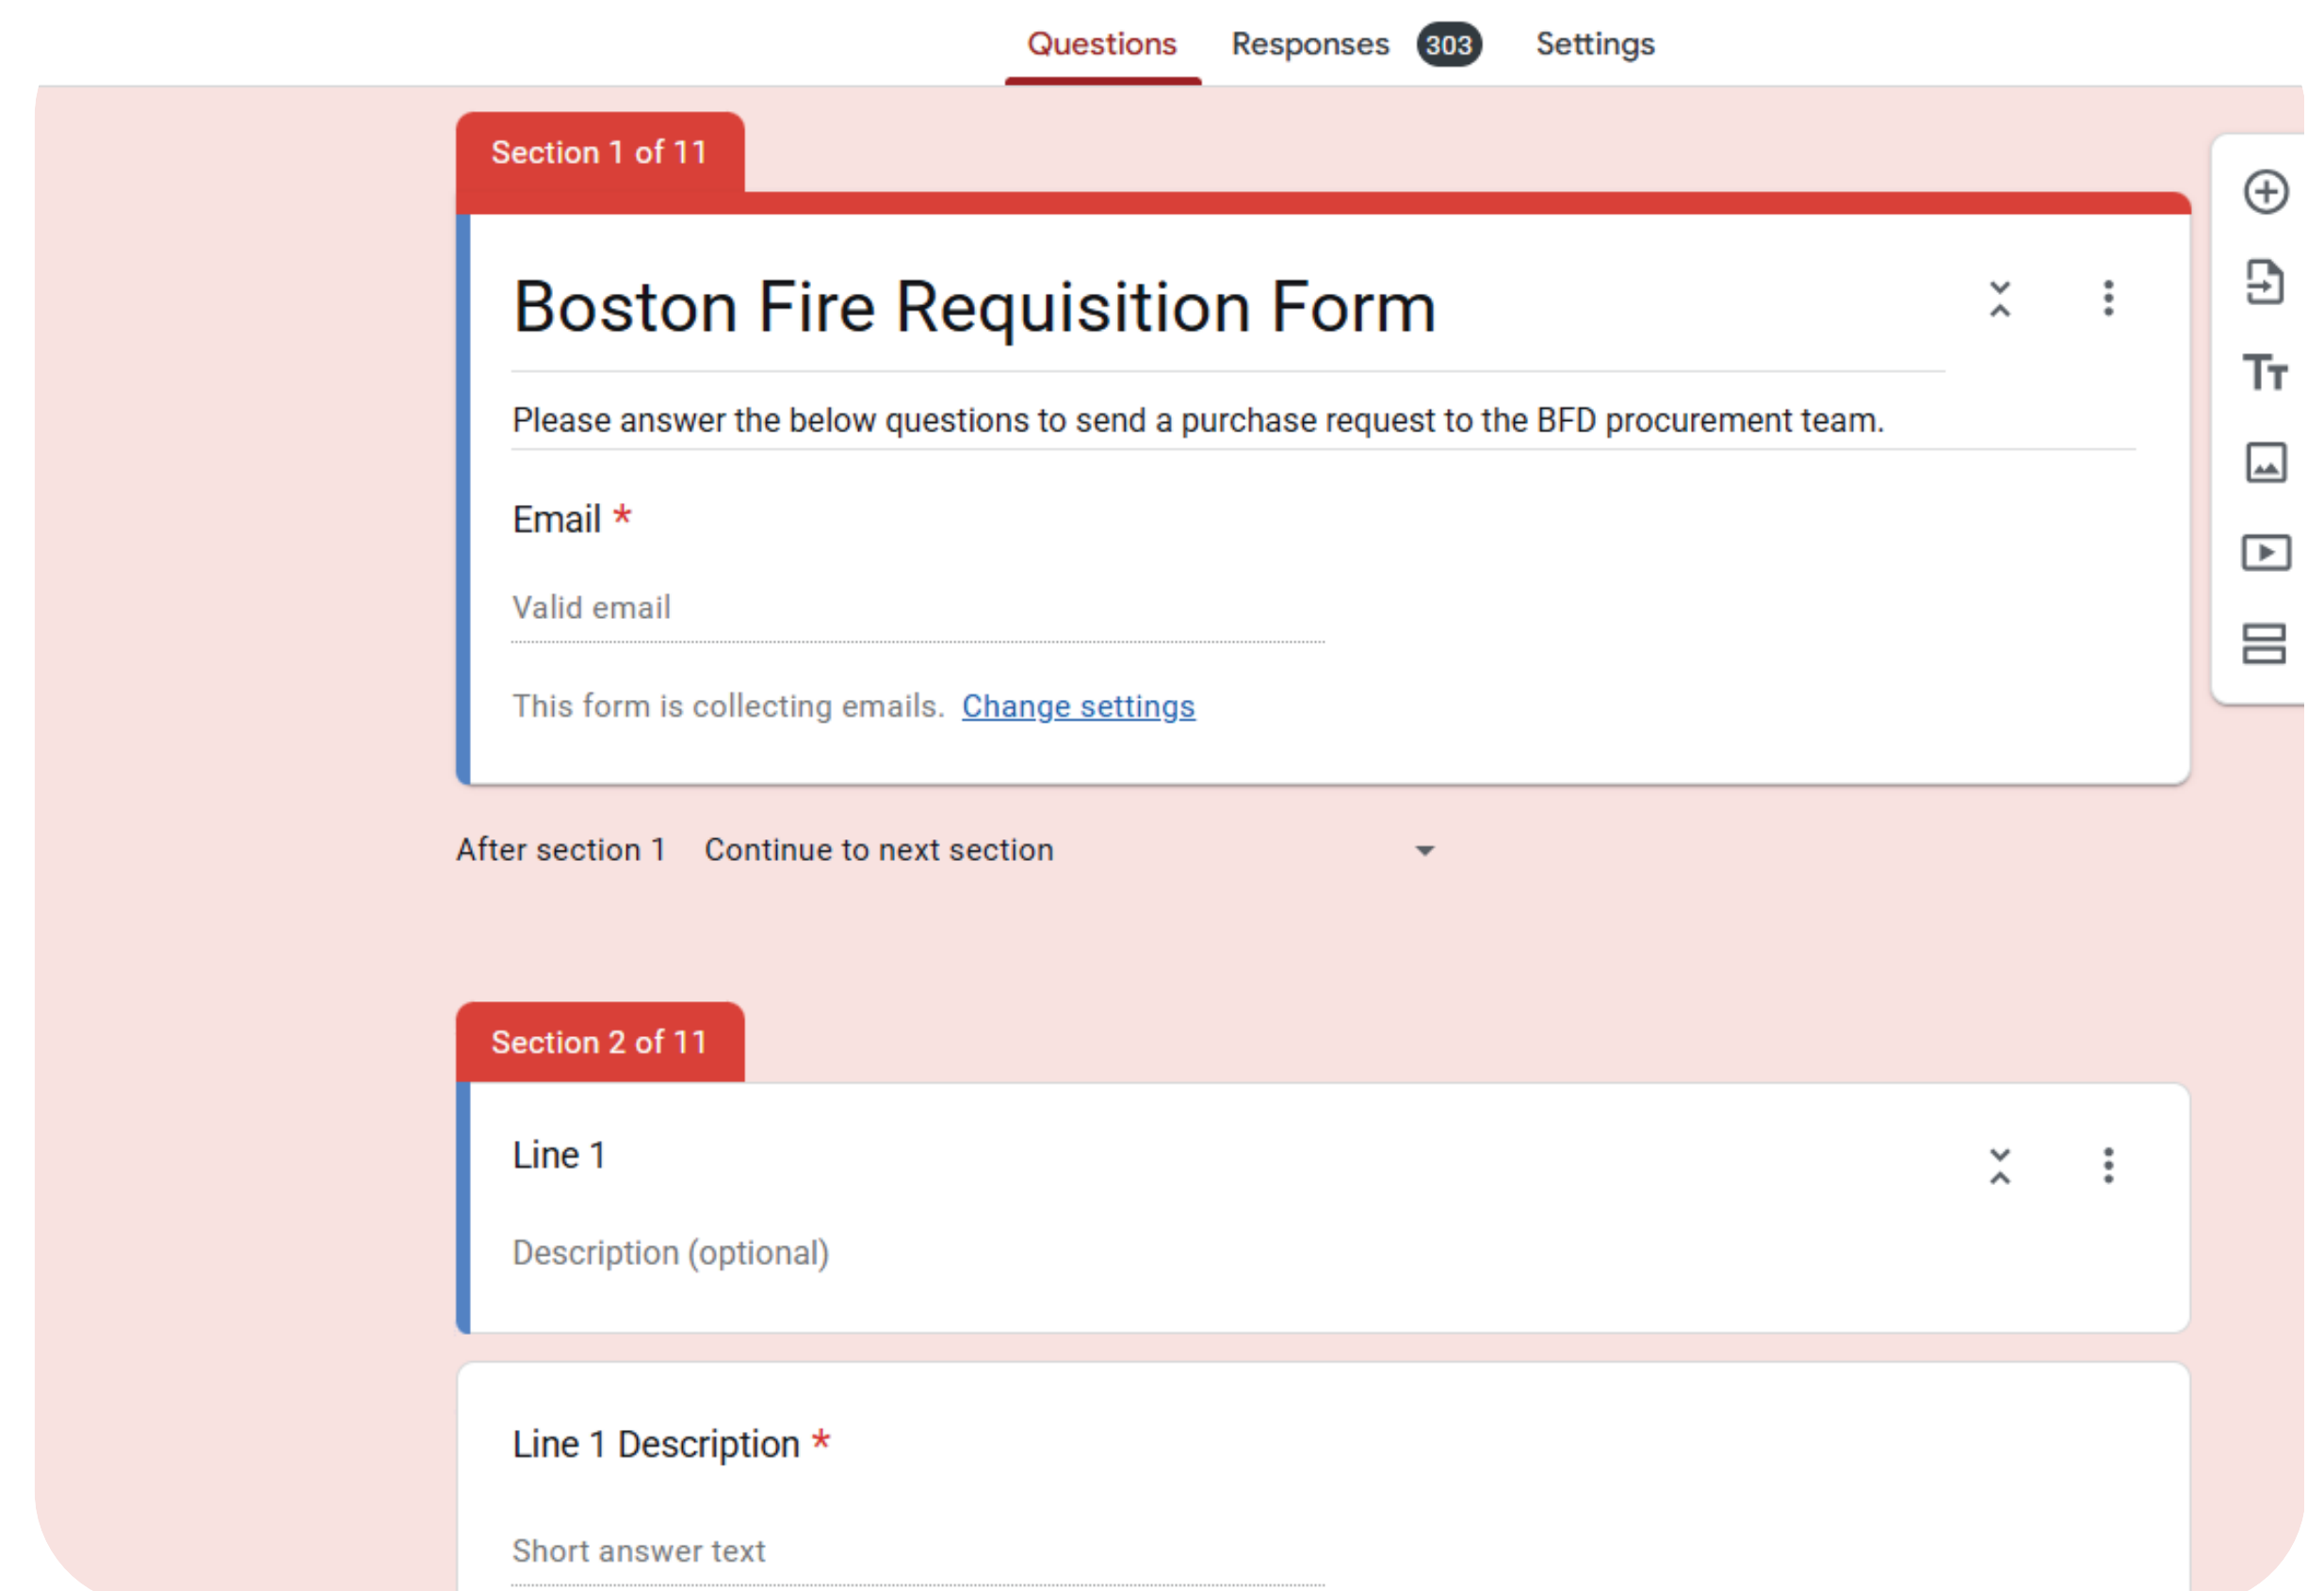 Questions Responses 303 Settings
Section 1 of 11
Boston Fire Requisition Form
Please answer the below questions to send a purchase request to the BFD procurement team.
Email *
Valid email
This form is collecting emails. Change settings
After section 1 Continue to next section
Section 2 of 11
Line 1
Description (optional)
Line 1 Description *
Short answer text